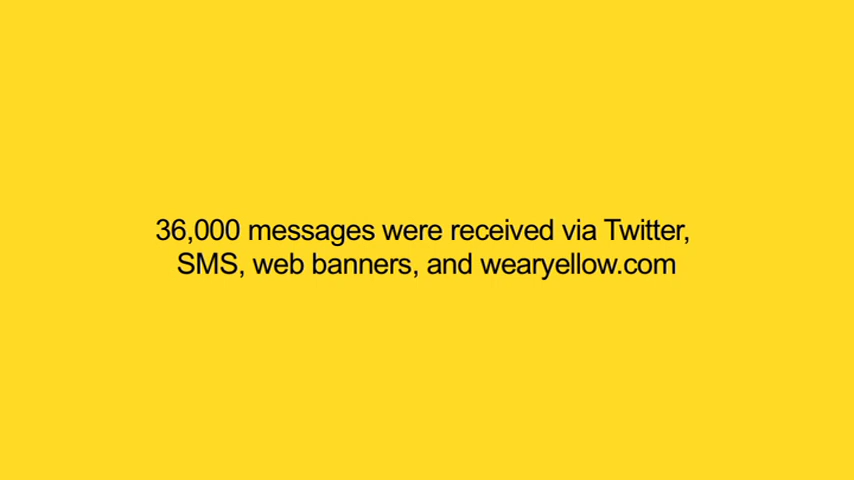 36,000 messages were received via Twitter,
SMS, web banners, and wearyellow.com